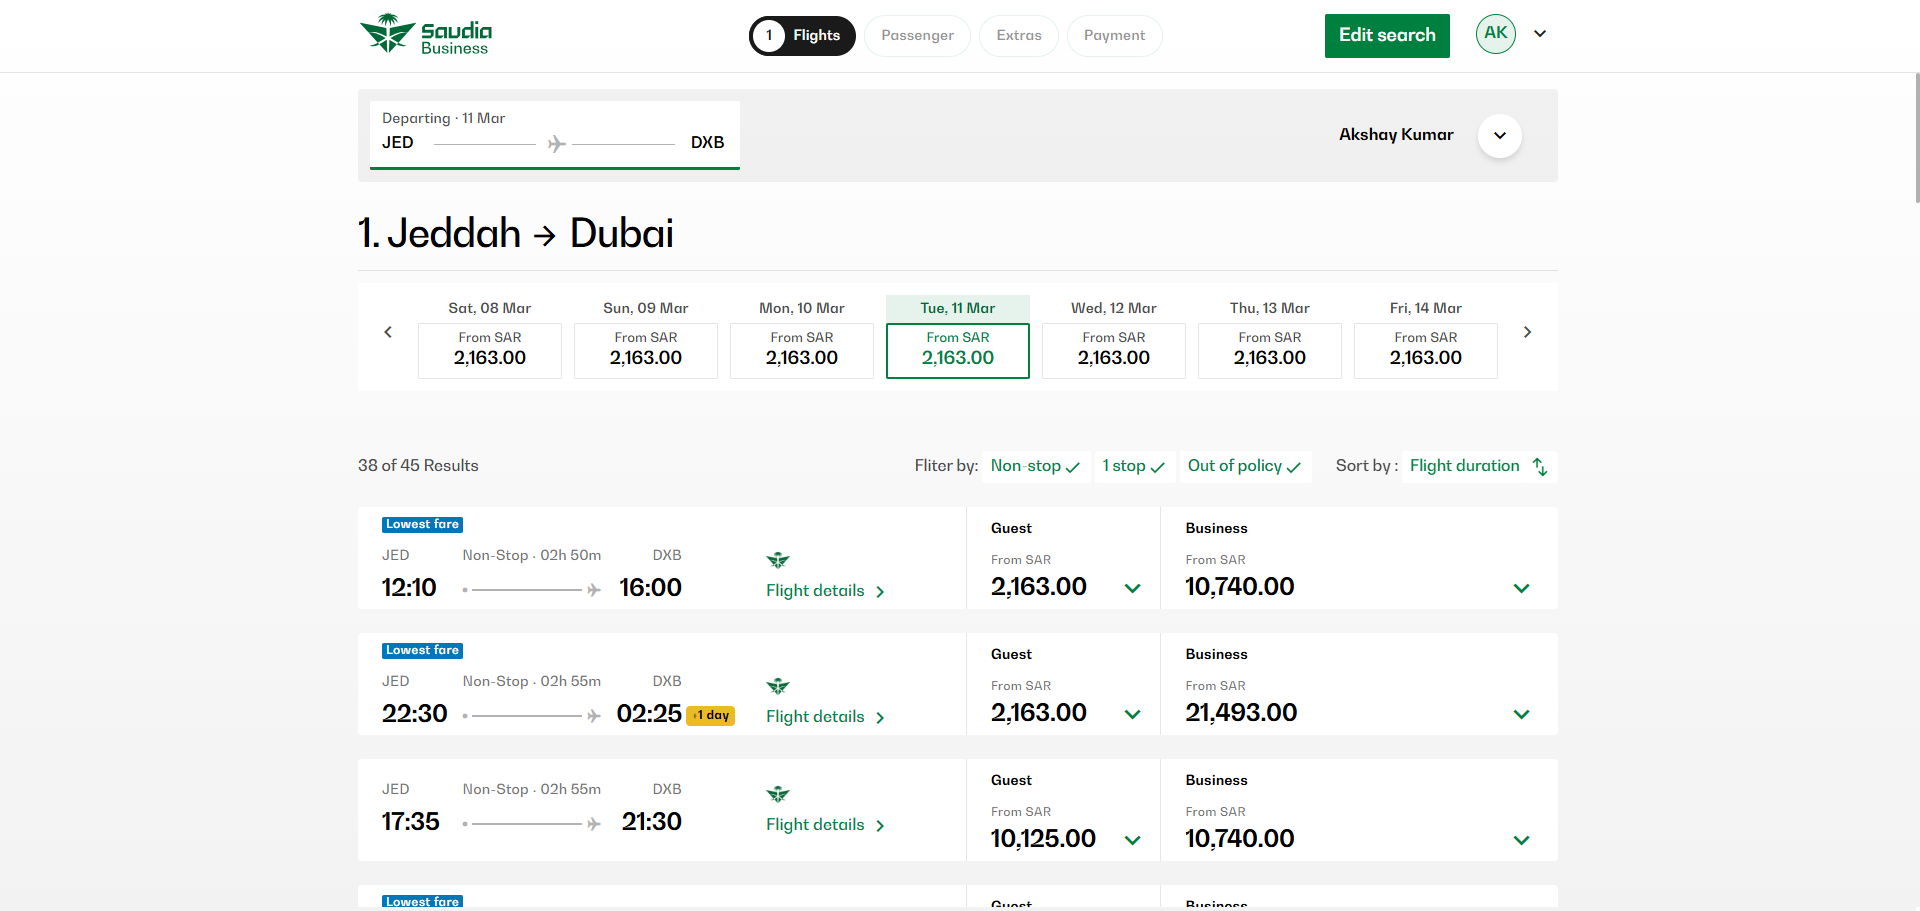 Saudia
Business
1 Flights
Passenger
Extras
Payment
Edit search
AK
Departing · 11 Mar
JED DXB
Akshay Kumar
1. Jeddah → Dubai
Sat, 08 Mar
From SAR
2,163.00
Sun, 09 Mar
From SAR
2,163.00
Mon, 10 Mar
From SAR
2,163.00
Tue, 11 Mar
From SAR
2,163.00
Wed, 12 Mar
From SAR
2,163.00
Thu, 13 Mar
From SAR
2,163.00
Fri, 14 Mar
From SAR
2,163.00
38 of 45 Results
Fliter by: Non-stop 1 stop Out of policy Sort by : Flight duration
Lowest fare
JED Non-Stop · 02h 50m DXB
12:10 16:00
Flight details
Guest
From SAR
2,163.00
Business
From SAR
10,740.00
Lowest fare
JED Non-Stop · 02h 55m DXB
22:30 02:25 +1 day
Flight details
Guest
From SAR
2,163.00
Business
From SAR
21,493.00
JED Non-Stop · 02h 55m DXB
17:35 21:30
Flight details
Guest
From SAR
10,125.00
Business
From SAR
10,740.00
Lowest fare
Guest
Business